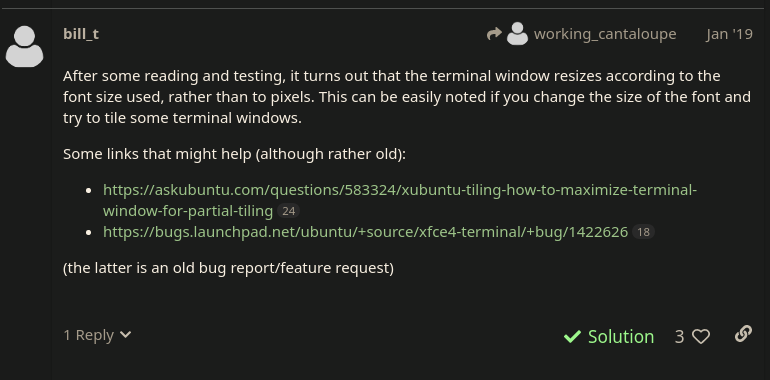 bill_t
working_cantaloupe
Jan '19
After some reading and testing, it turns out that the terminal window resizes according to the
font size used, rather than to pixels. This can be easily noted if you change the size of the font and
try to tile some terminal windows.
Some links that might help (although rather old):
• https://askubuntu.com/questions/583324/xubuntu-tiling-how-to-maximize-terminal-
window-for-partial-tiling 24
• https://bugs.launchpad.net/ubuntu/+source/xfce4-terminal/+bug/1422626 18
(the latter is an old bug report/feature request)
1 Reply
Solution
3